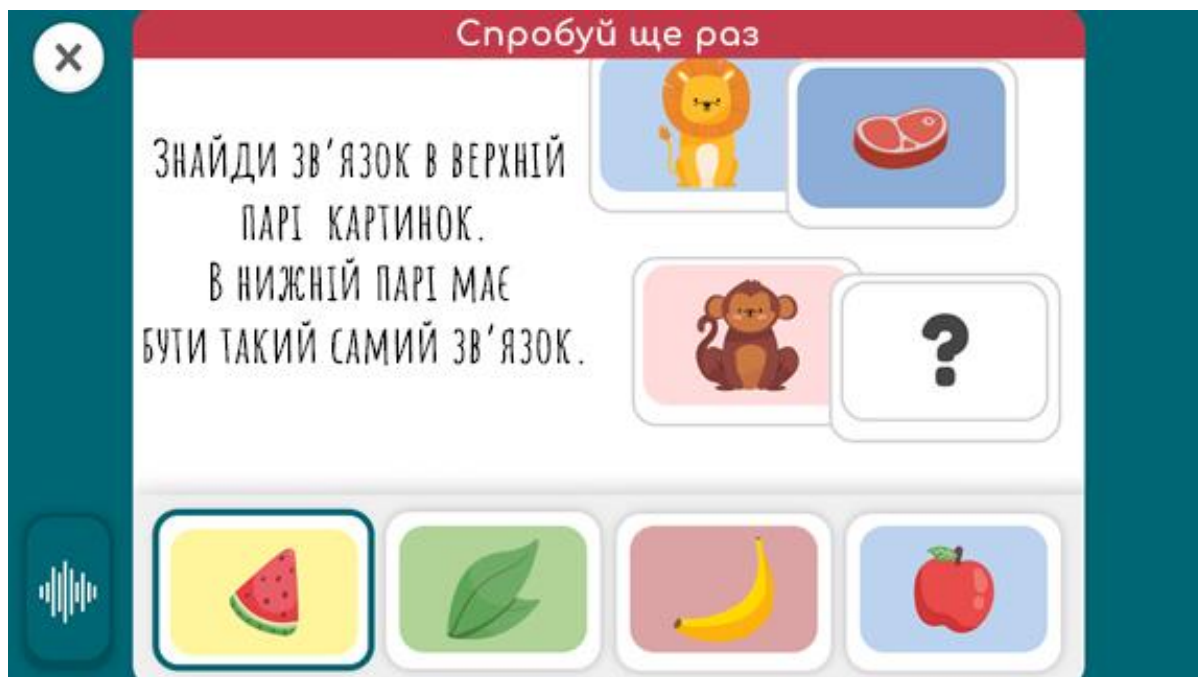 Спробуй ще раз
ЗНАЙДИ ЗВ'ЯЗОК В ВЕРХНІЙ
ПАРІ КАРТИНОК.
В НИЖНІЙ ПАРІ МАЄ
БУТИ ТАКИЙ САМИЙ ЗВ'ЯЗОК.
?